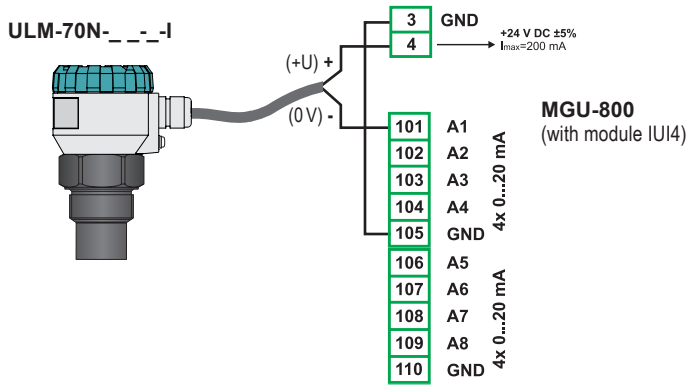 ULM-70N-_ _-_-I
3 GND
4
+24 V DC ±5%
Imax=200 mA
(+U) +
(0 V) -
MGU-800
(with module IUI4)
101 A1
102 A2
103 A3
104 A4
105 GND
4x 0...20 mA
106 A5
107 A6
108 A7
109 A8
110 GND
4x 0...20 mA